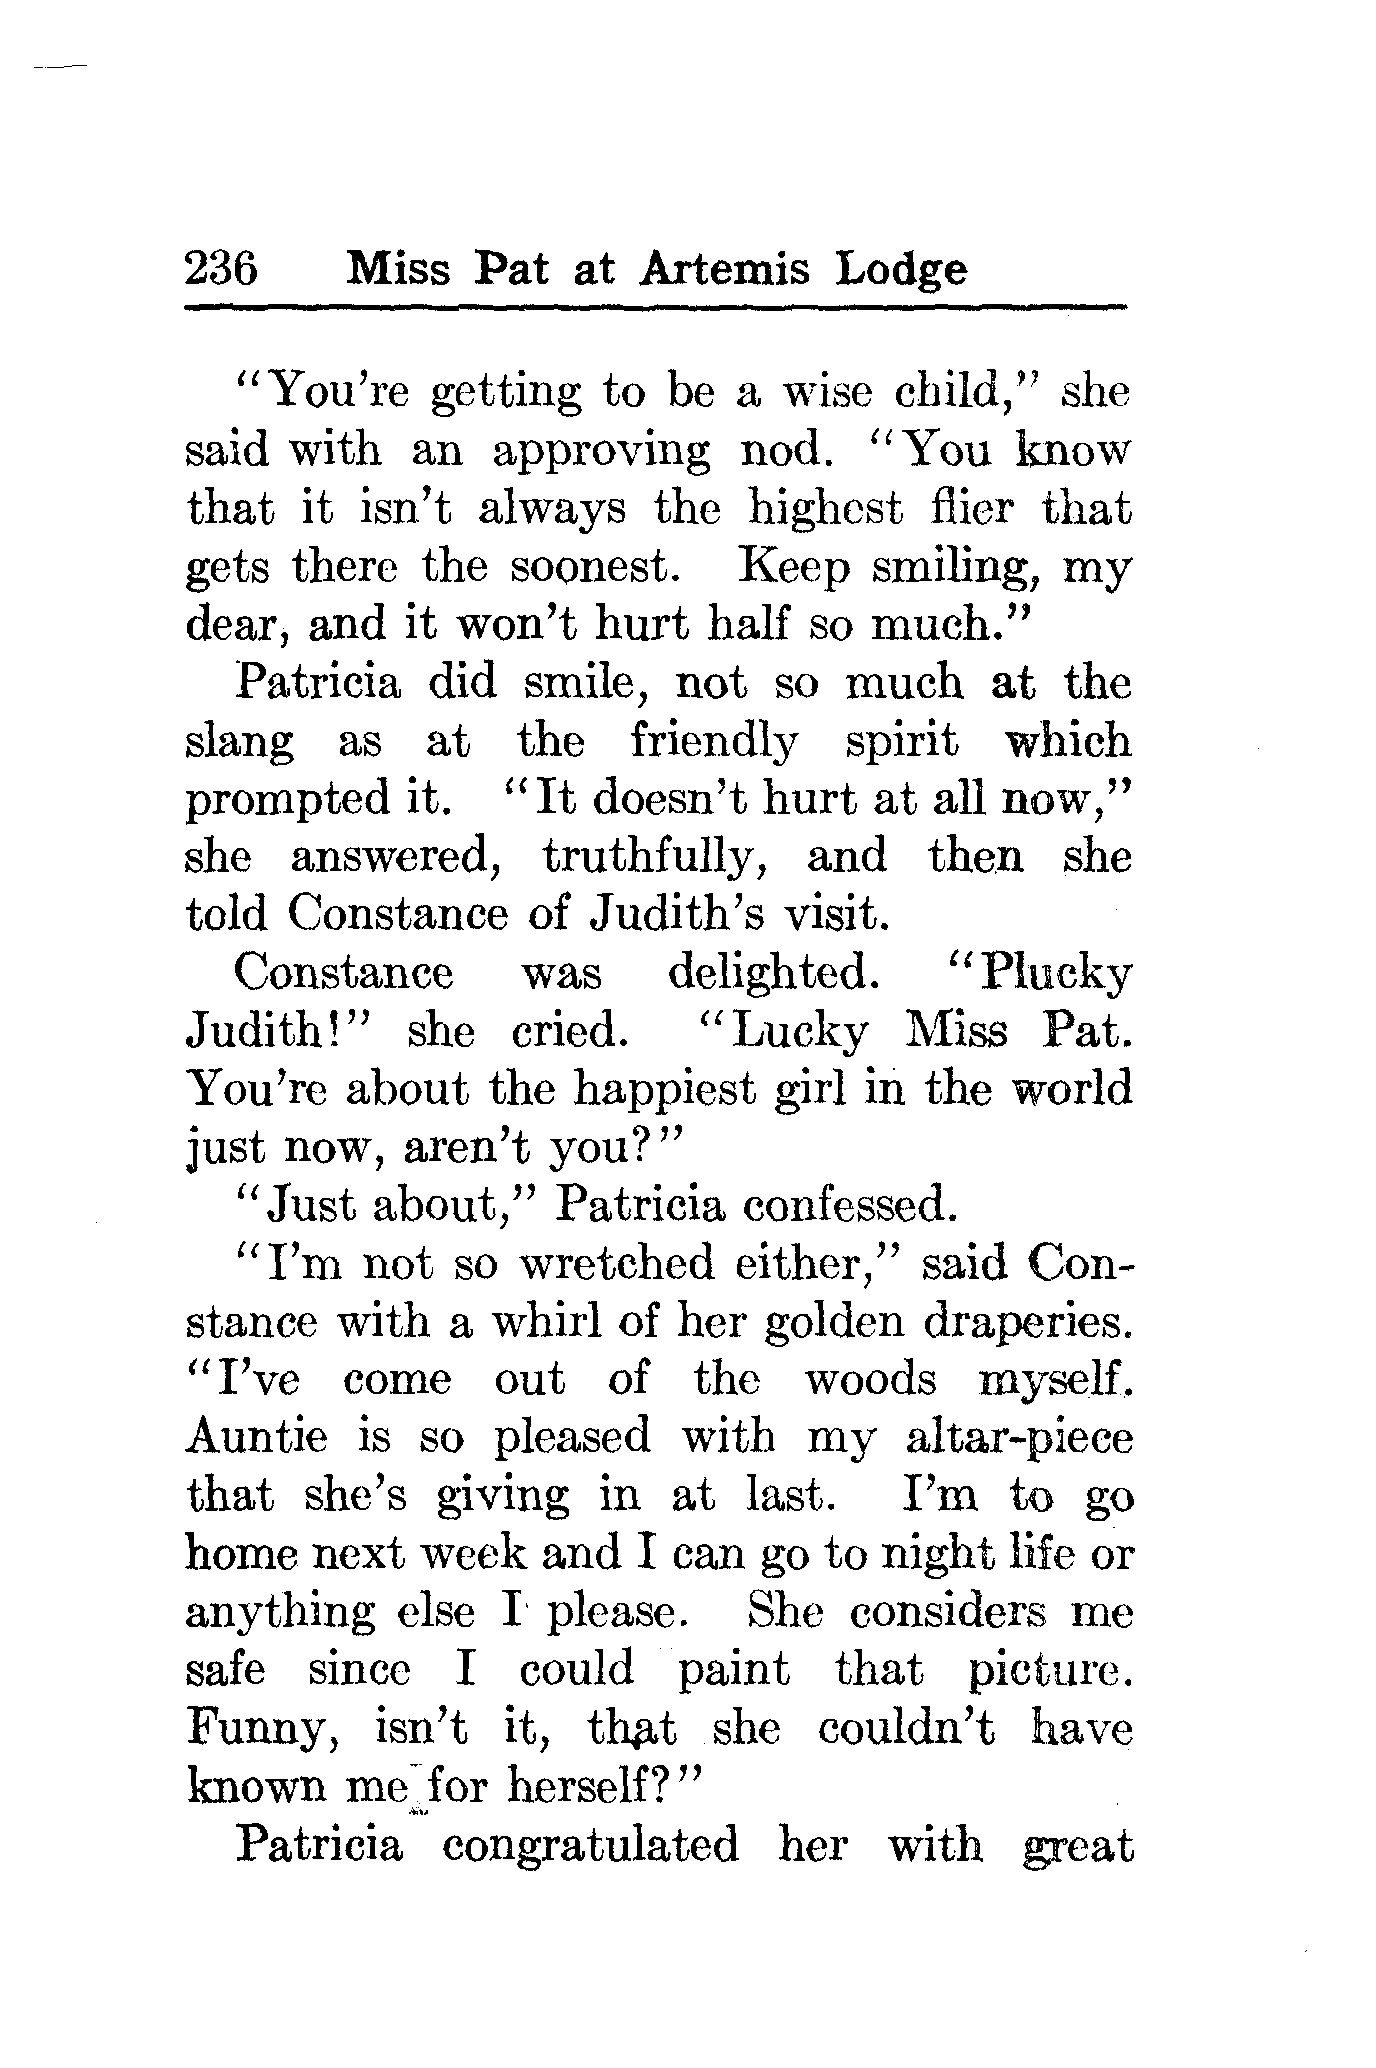 236 Miss Pat at Artemis Lodge
"You're getting to be a wise child," she
said with an approving nod. "You know
that it isn't always the highest flier that
gets there the soonest. Keep smiling, my
dear, and it won't hurt half so much."
Patricia did smile, not so much at the
slang as at the friendly spirit which
prompted it. "It doesn't hurt at all now,"
she answered, truthfully, and then she
told Constance of Judith's visit.
Constance was delighted. "Plucky
Judith!" she cried. "Lucky Miss Pat.
You're about the happiest girl in the world
just now, aren't you?"
"Just about," Patricia confessed.
"I'm not so wretched either," said Con-
stance with a whirl of her golden draperies.
"I've come out of the woods myself.
Auntie is so pleased with my altar-piece
that she's giving in at last. I'm to go
home next week and I can go to night life or
anything else I please. She considers me
safe since I could paint that picture.
Funny, isn't it, that she couldn't have
known me for herself?"
Patricia congratulated her with great